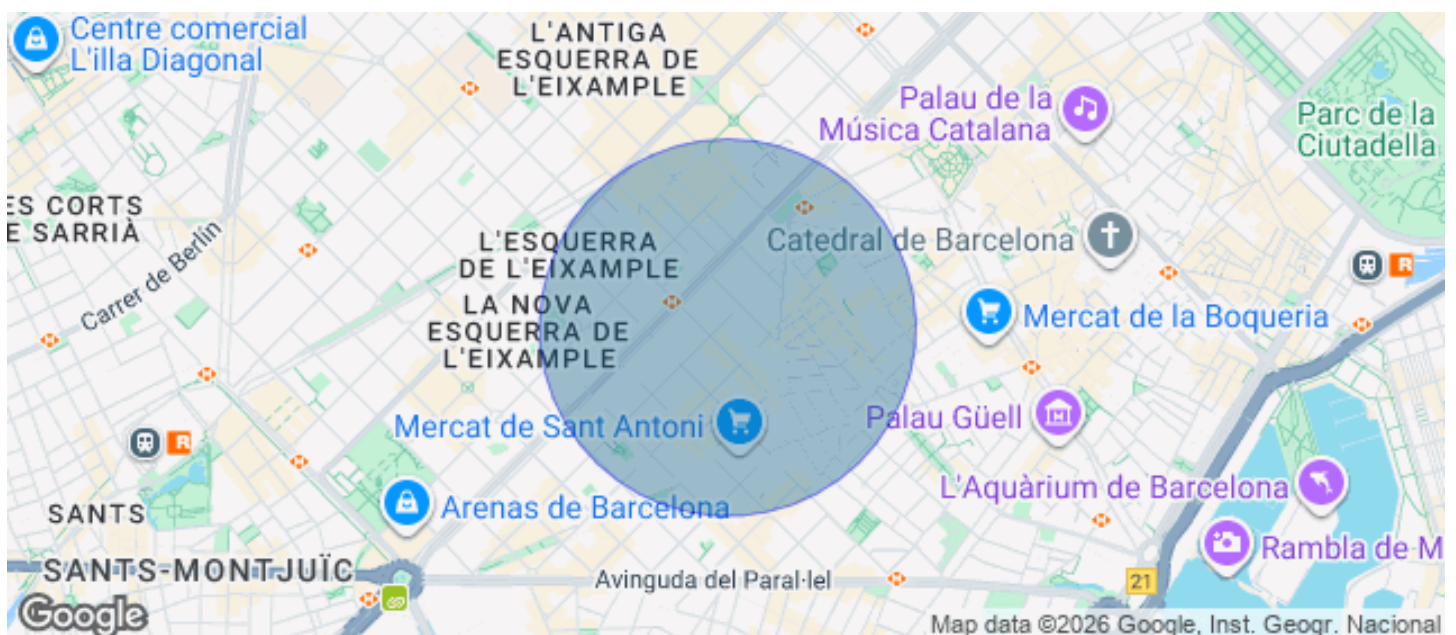 Centre comercial
L'illa Diagonal
L'ANTIGA
ESQUERRA DE
L'EIXAMPLE
Palau de la
Música Catalana
Parc de la
Ciutadella
ES CORTS
E SARRIÀ
Carrer de Berlín
L'ESQUERRA
DE L'EIXAMPLE
Catedral de Barcelona
LA NOVA
ESQUERRA DE
L'EIXAMPLE
R
Mercat de la Boqueria
Mercat de Sant Antoni
Palau Güell
R
L'Aquàrium de Barcelona
Arenas de Barcelona
SANTS
Rambla de M
SANTS-MONTJUÏC
Avinguda del Paral·lel
21
Google
Map data ©2026 Google, Inst. Geogr. Nacional